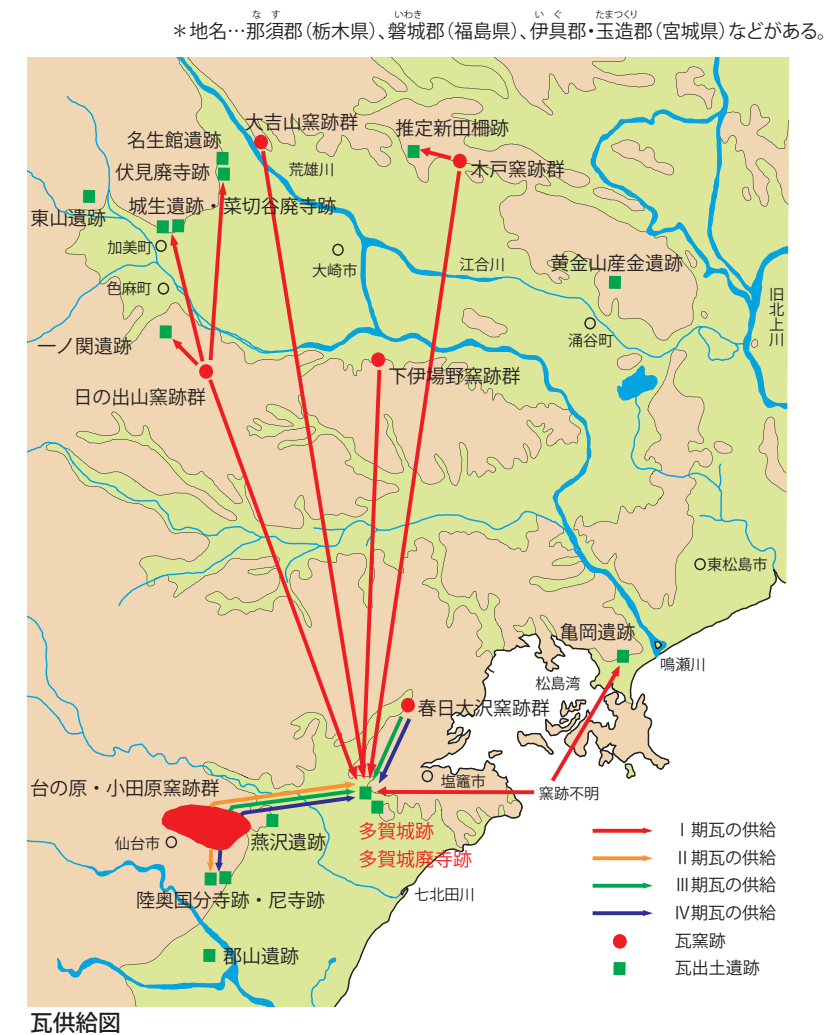 ＊地名…那須郡(栃木県)、磐城郡(福島県)、伊具郡・玉造郡(宮城県)などがある。
なす
いわき
いぐ
たまつくり
大吉山窯跡群
推定新田柵跡
名生館遺跡
伏見廃寺跡
荒雄川
木戸窯跡群
城生遺跡・菜切谷廃寺跡
東山遺跡
加美町
大崎市
江合川
黄金山産金遺跡
色麻町
旧北上川
涌谷町
一ノ関遺跡
下伊場野窯跡群
日の出山窯跡群
東松島市
亀岡遺跡
鳴瀬川
松島湾
春日大沢窯跡群
塩竈市
台の原・小田原窯跡群
窯跡不明
多賀城跡
多賀城廃寺跡
仙台市
燕沢遺跡
陸奥国分寺跡・尼寺跡
七北田川
郡山遺跡
Ⅰ期瓦の供給
Ⅱ期瓦の供給
Ⅲ期瓦の供給
Ⅳ期瓦の供給
瓦窯跡
瓦出土遺跡
瓦供給図